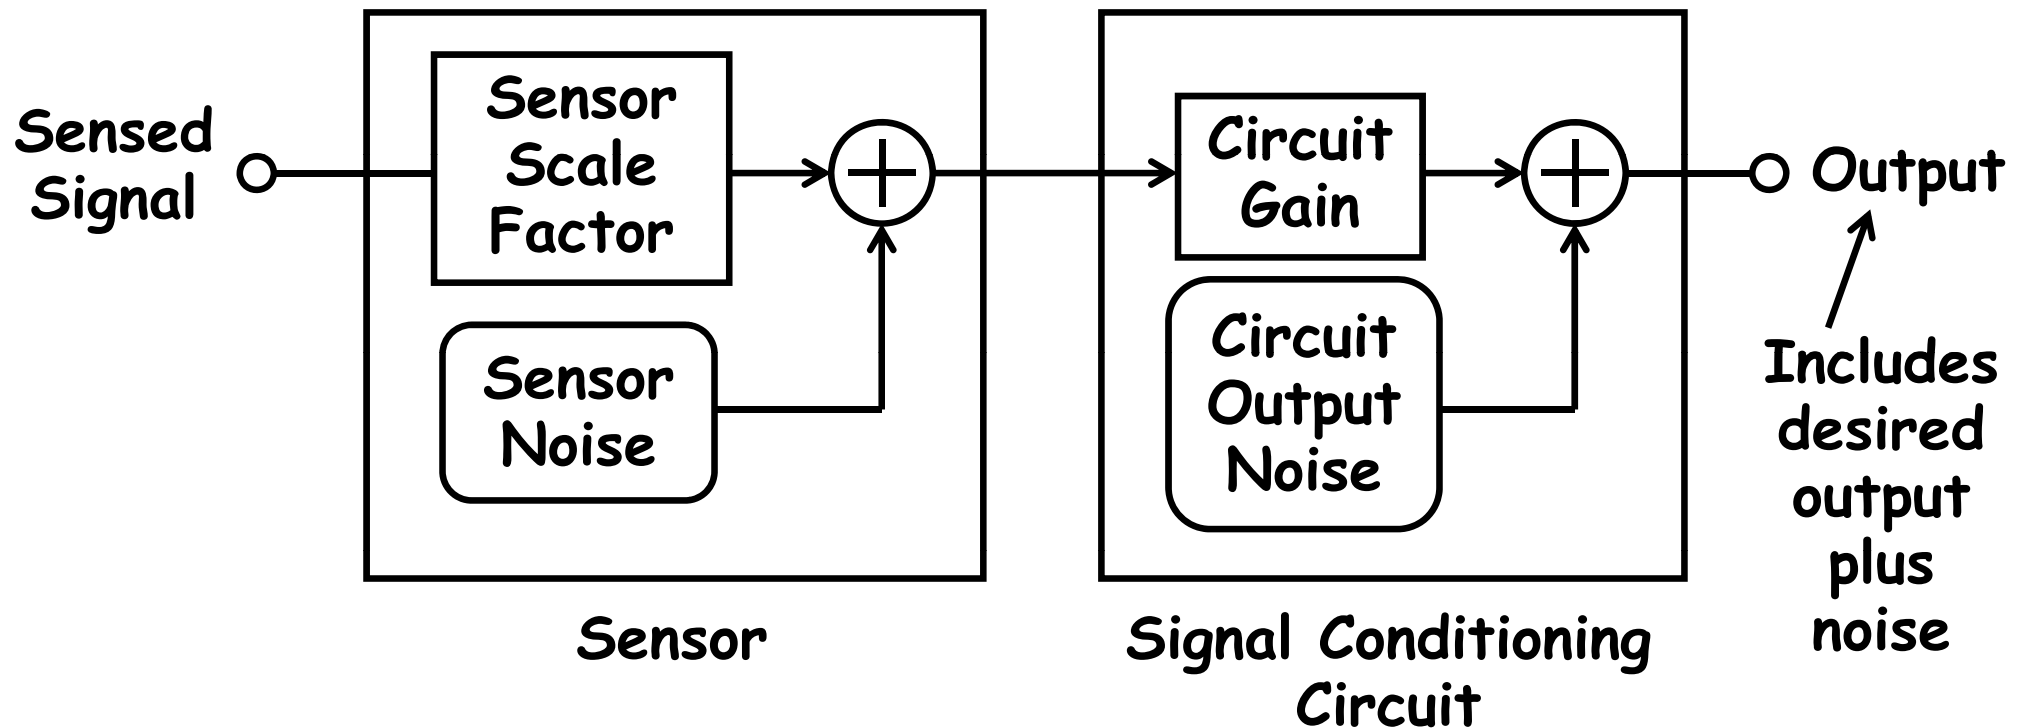 Sensed
Signal
Sensor
Scale
Factor
Sensor
Noise
Sensor
Circuit
Gain
Circuit
Output
Noise
Signal Conditioning
Circuit
Output
Includes
desired
output
plus
noise